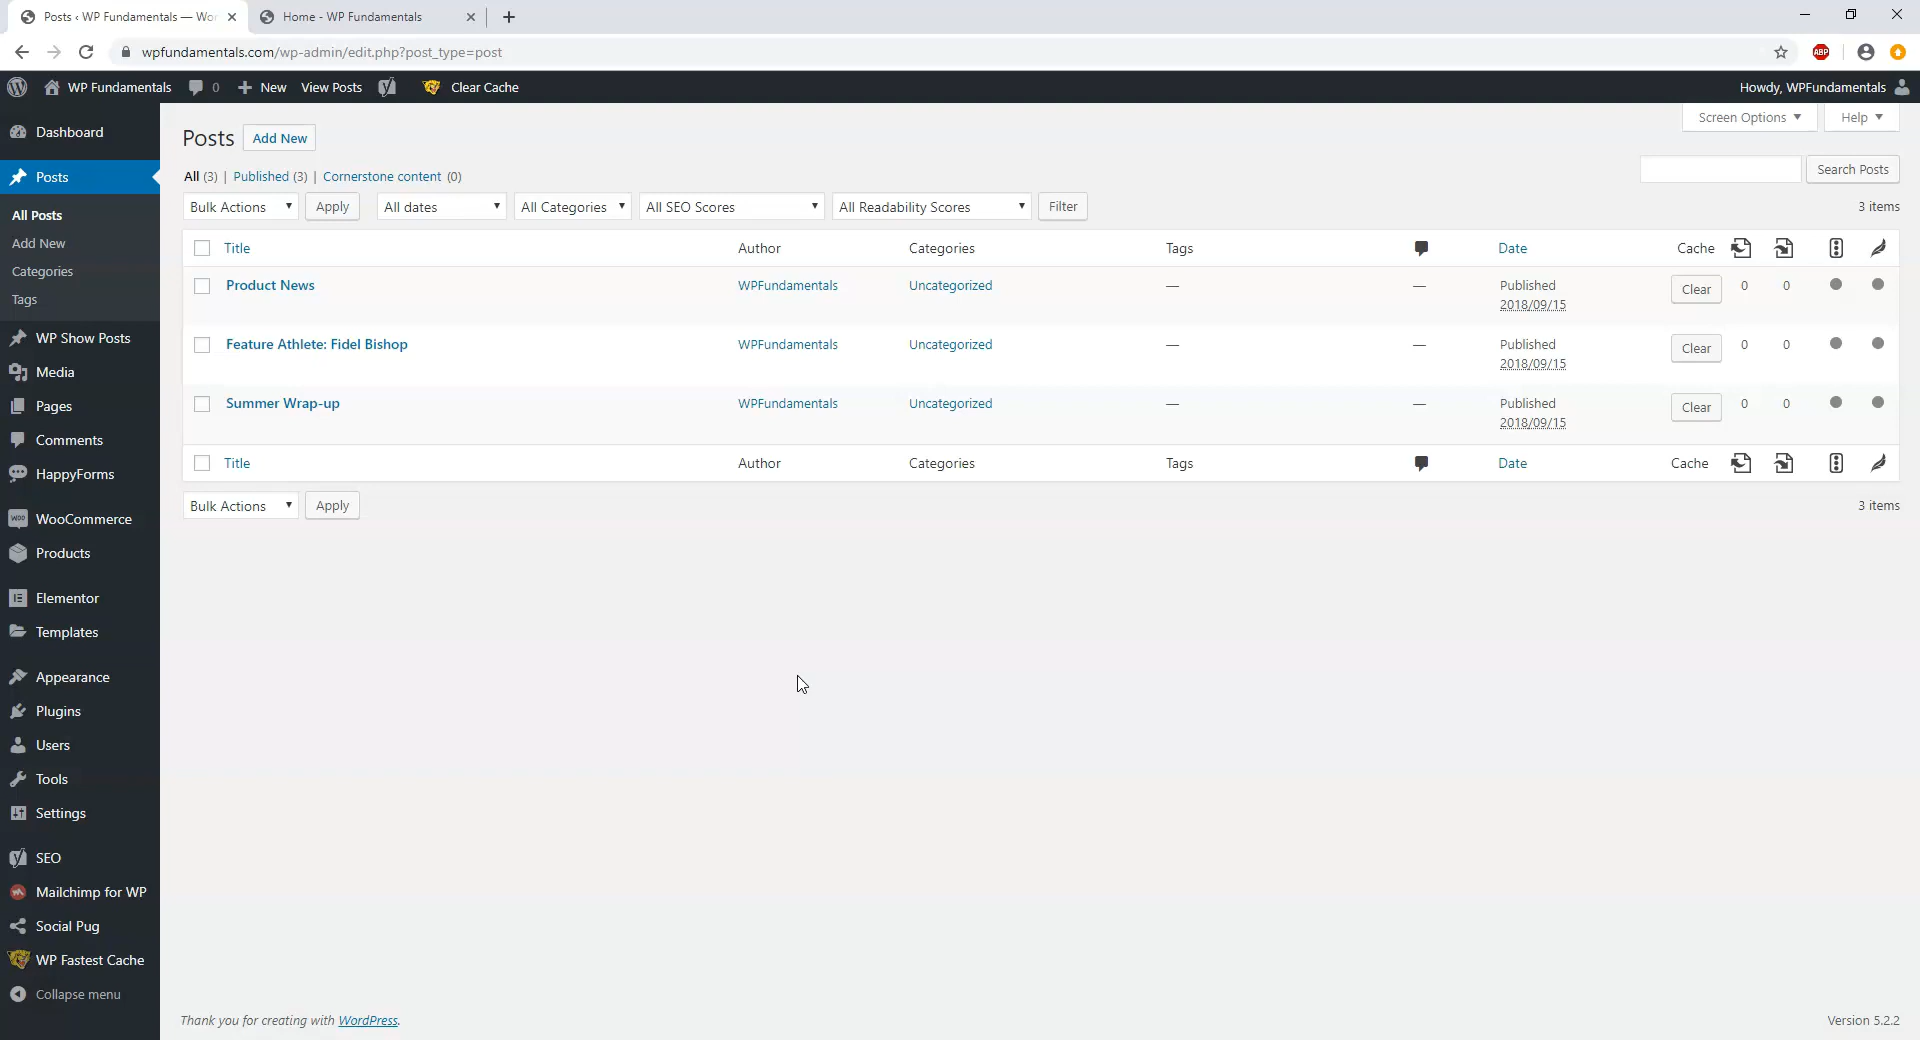 Posts ‹ WP Fundamentals — Wor
Home - WP Fundamentals
wpfundamentals.com/wp-admin/edit.php?post_type=post
ABP
WP Fundamentals 0 New View Posts Clear Cache
Howdy, WPFundamentals
Dashboard
Posts
All Posts
Add New
Categories
Tags
WP Show Posts
Media
Pages
Comments
HappyForms
WooCommerce
Products
Elementor
Templates
Appearance
Plugins
Users
Tools
Settings
SEO
Mailchimp for WP
Social Pug
WP Fastest Cache
Collapse menu
Screen Options Help
Posts Add New
All (3) | Published (3) | Cornerstone content (0)
Search Posts
Bulk Actions Apply All dates All Categories All SEO Scores All Readability Scores Filter
3 items
Title Author Categories Tags Date Cache
Product News WPFundamentals Uncategorized — — Published Clear 0 0
2018/09/15
Feature Athlete: Fidel Bishop WPFundamentals Uncategorized — — Published Clear 0 0
2018/09/15
Summer Wrap-up WPFundamentals Uncategorized — — Published Clear 0 0
2018/09/15
Title Author Categories Tags Date Cache
Bulk Actions Apply
3 items
Thank you for creating with WordPress.
Version 5.2.2